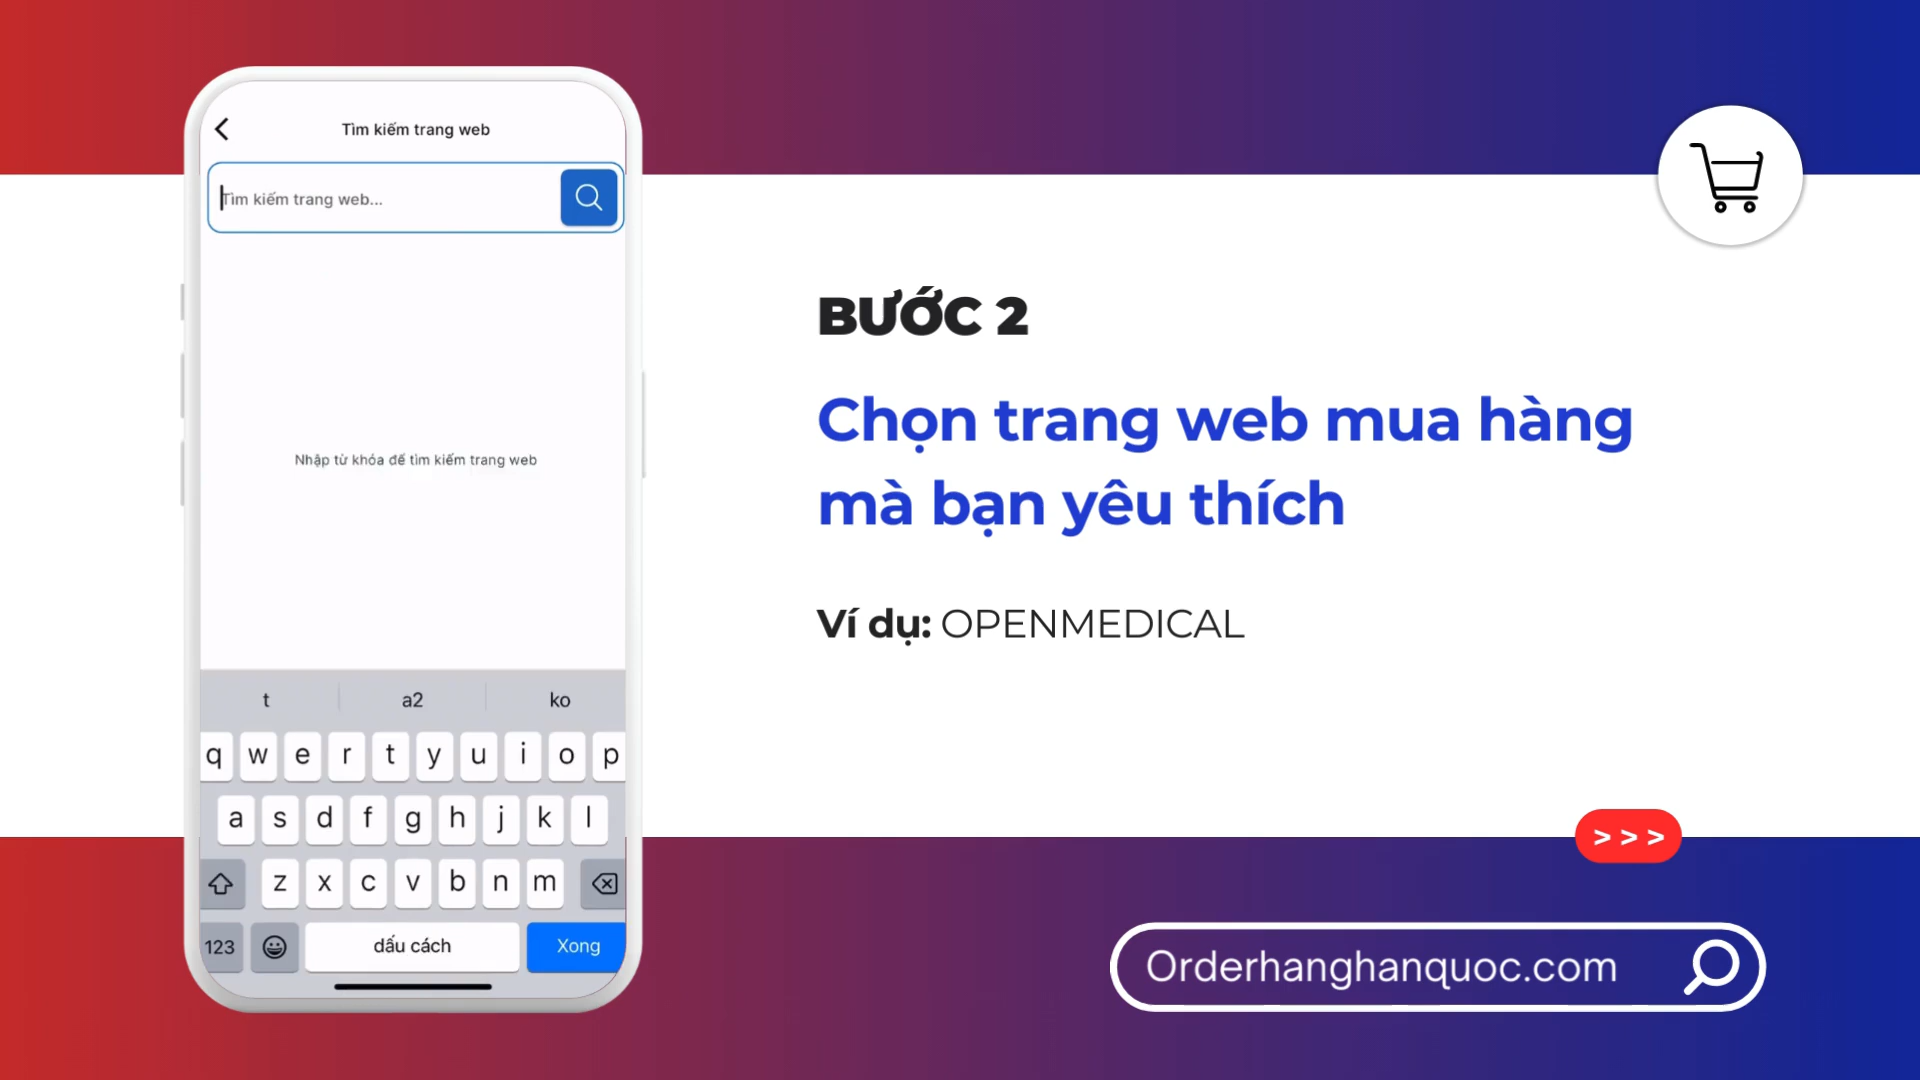 Tìm kiếm trang web
Tìm kiếm trang web...
Nhập từ khóa để tìm kiếm trang web
t a2 ko
q w e r t y u i o p
a s d f g h j k l
z x c v b n m
123 dấu cách Xong
BƯỚC 2
Chọn trang web mua hàng
mà bạn yêu thích
Ví dụ: OPENMEDICAL
> > >
Orderhanghanquoc.com